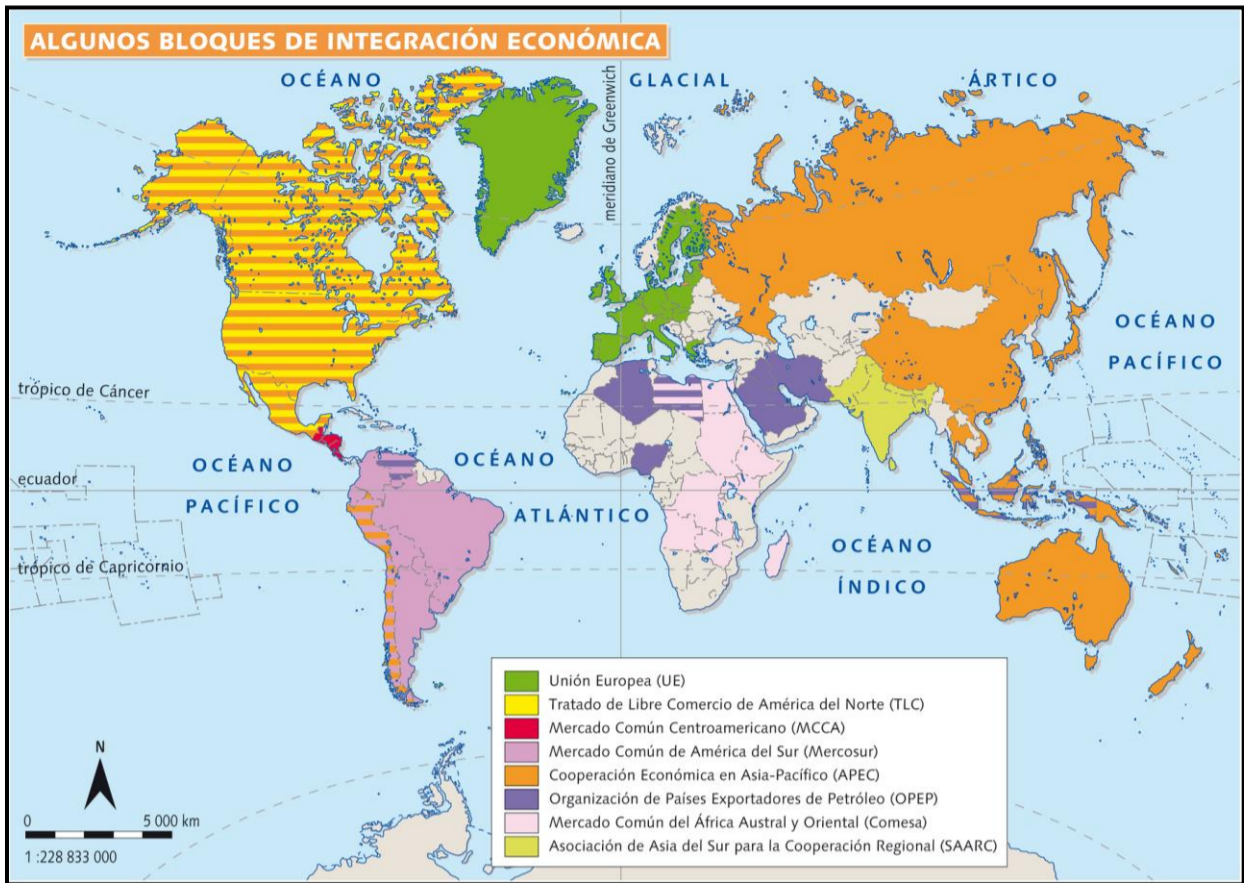 ALGUNOS BLOQUES DE INTEGRACIÓN ECONÓMICA
OCÉANO
GLACIAL
ÁRTICO
meridiano de Greenwich
OCÉANO
PACÍFICO
trópico de Cáncer
OCÉANO
PACÍFICO
ecuador
OCÉANO
ATLÁNTICO
trópico de Capricornio
OCÉANO
ÍNDICO
Unión Europea (UE)
Tratado de Libre Comercio de América del Norte (TLC)
Mercado Común Centroamericano (MCCA)
Mercado Común de América del Sur (Mercosur)
Cooperación Económica en Asia-Pacífico (APEC)
Organización de Países Exportadores de Petróleo (OPEP)
Mercado Común del África Austral y Oriental (Comesa)
Asociación de Asia del Sur para la Cooperación Regional (SAARC)
N
0 5 000 km
1 :228 833 000